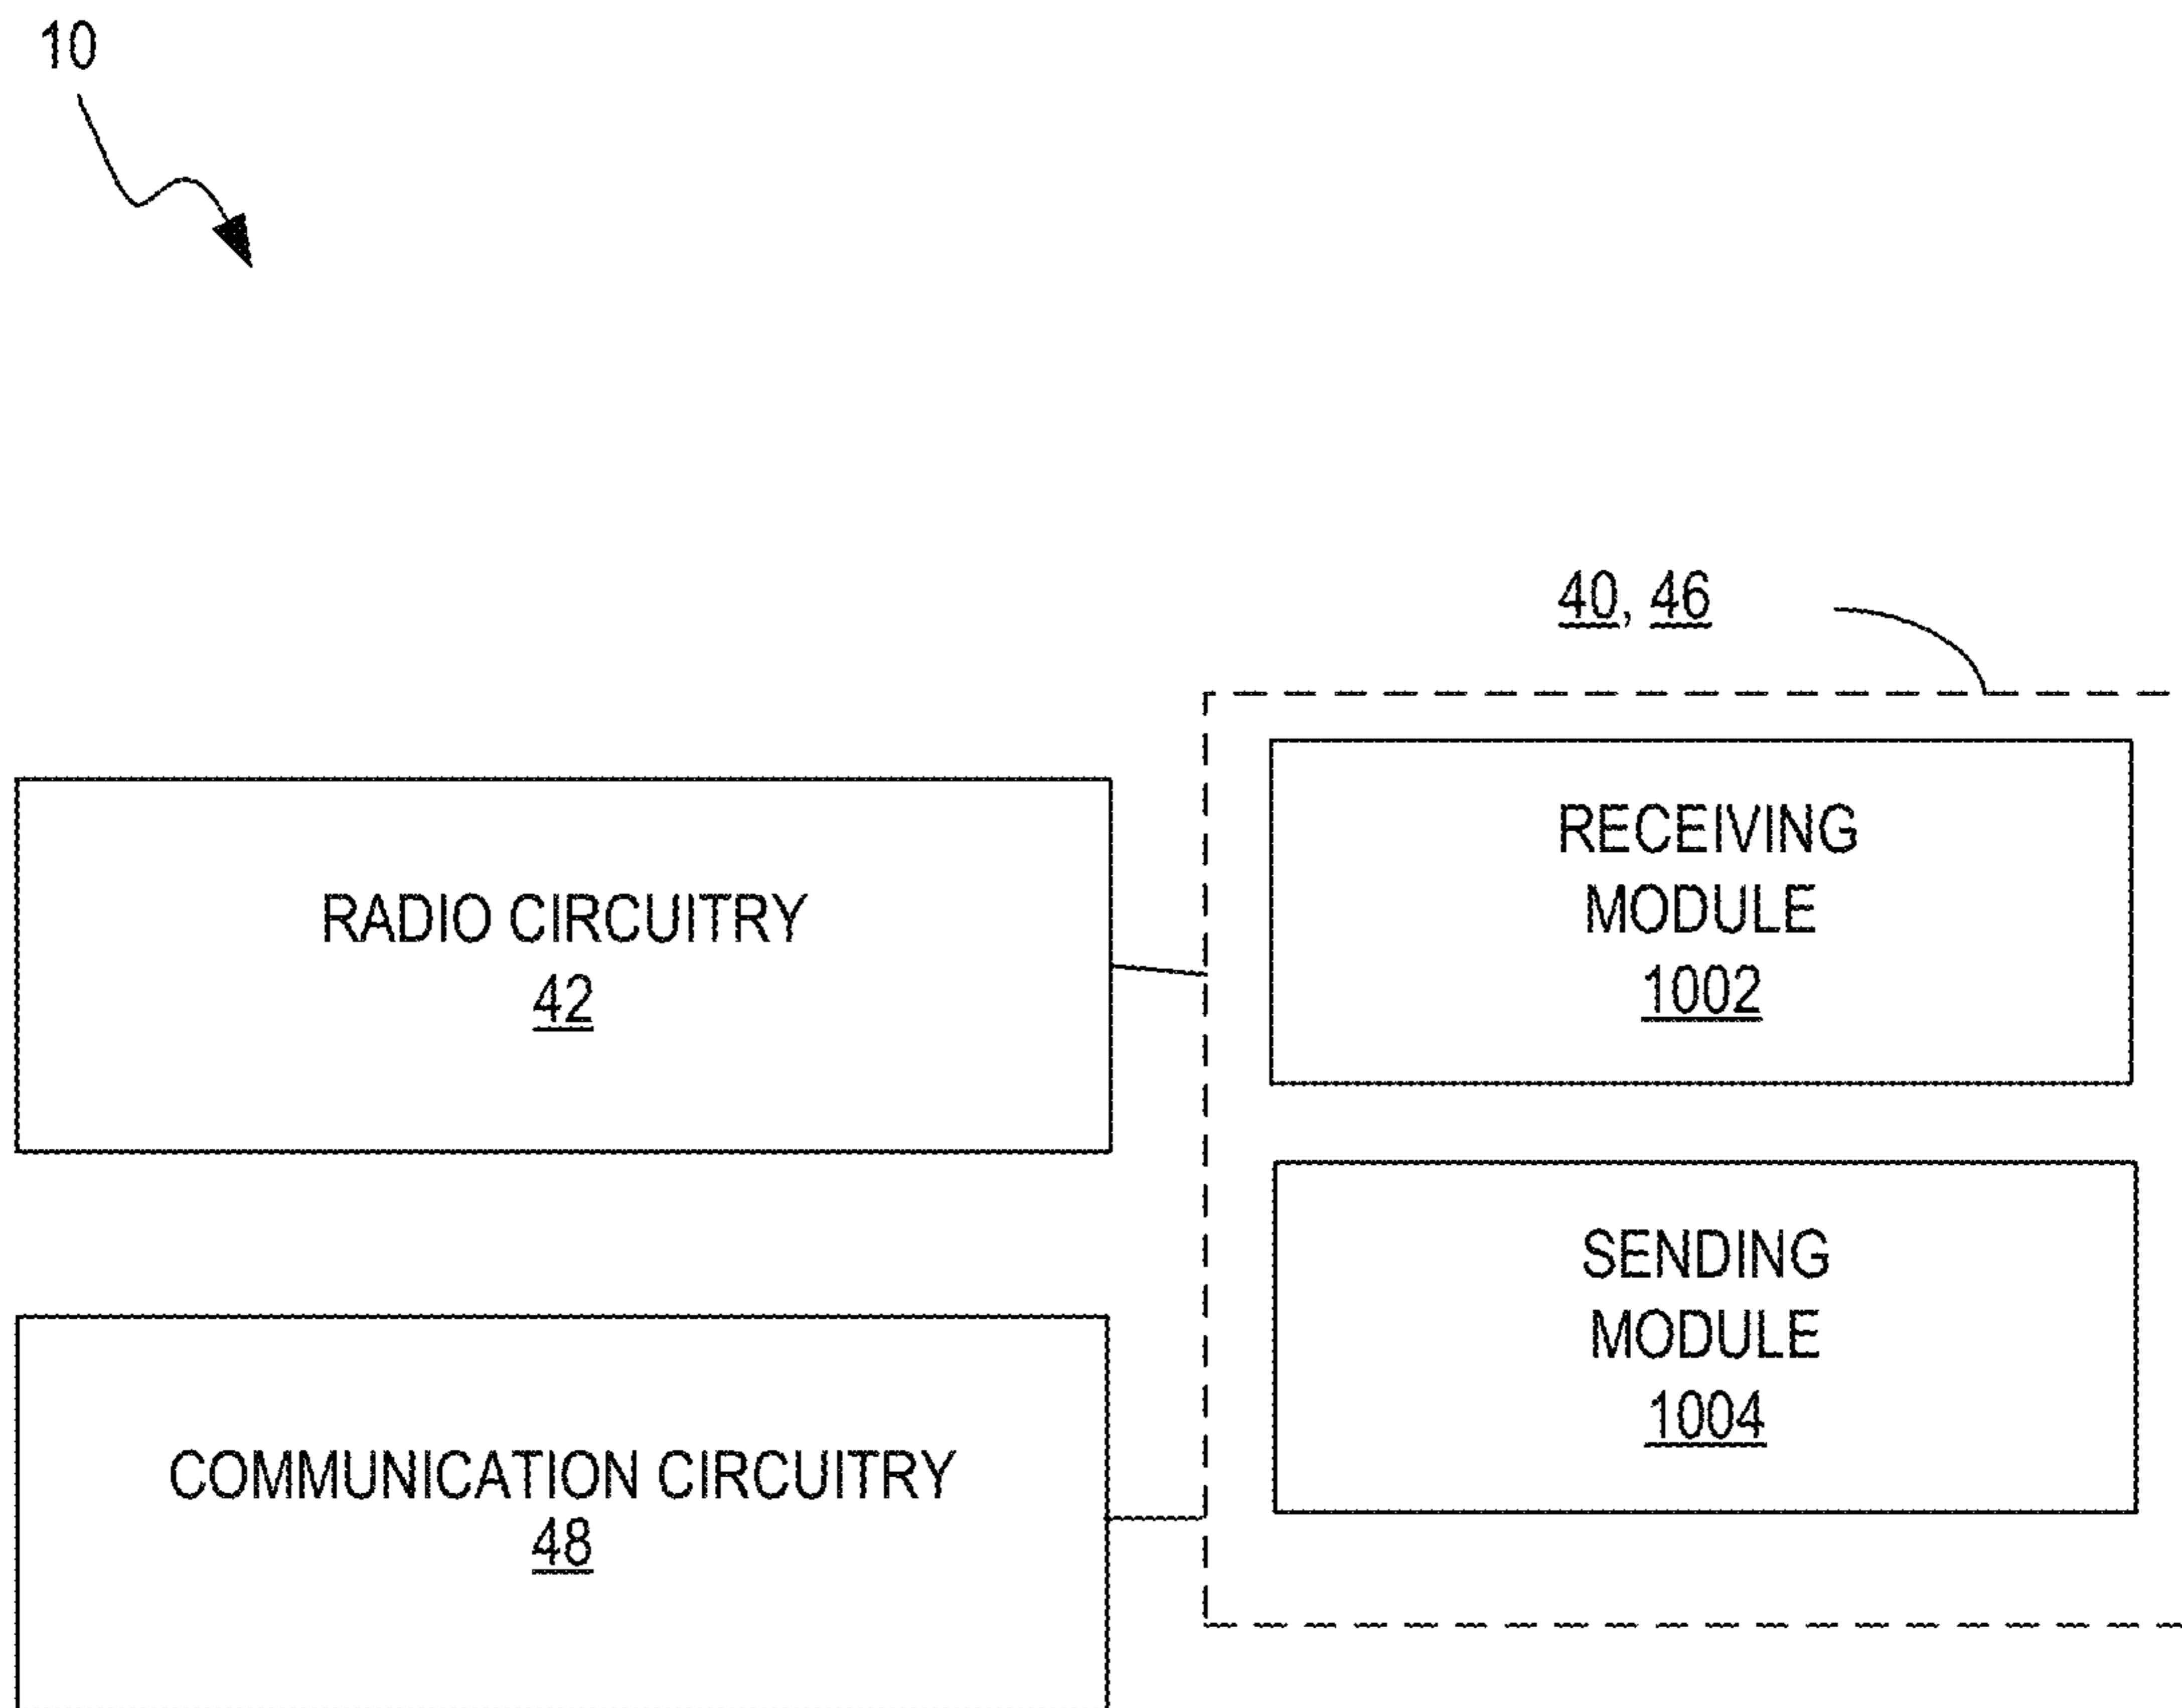 10
40, 46
RADIO CIRCUITRY
42
RECEIVING
MODULE
1002
SENDING
MODULE
1004
COMMUNICATION CIRCUITRY
48